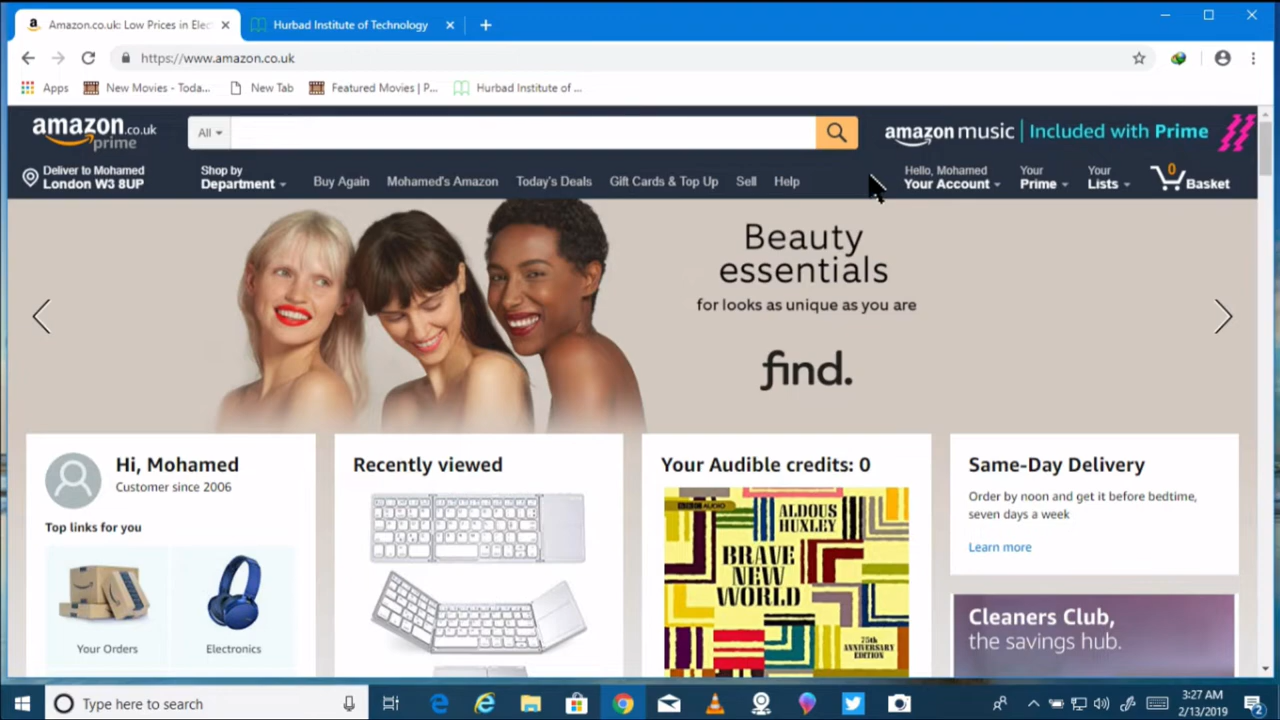 Amazon.co.uk: Low Prices in Elec
Hurbad Institute of Technology
https://www.amazon.co.uk
Apps
New Movies - Toda...
New Tab
Featured Movies | P...
Hurbad Institute of ...
amazon.co.uk
prime
All
amazon music | Included with Prime
Deliver to Mohamed
London W3 8UP
Shop by
Department
Buy Again
Mohamed's Amazon
Today's Deals
Gift Cards & Top Up
Sell
Help
Hello, Mohamed
Your Account
Your
Prime
Your
Lists
0
Basket
Beauty
essentials
for looks as unique as you are
find.
Hi, Mohamed
Customer since 2006
Top links for you
Your Orders
Electronics
Recently viewed
Your Audible credits: 0
BBC AUDIO
ALDOUS
HUXLEY
BRAVE
NEW
WORLD
75th
ANNIVERSARY
EDITION
Same-Day Delivery
Order by noon and get it before bedtime,
seven days a week
Learn more
Cleaners Club,
the savings hub.
Type here to search
3:27 AM
2/13/2019
2